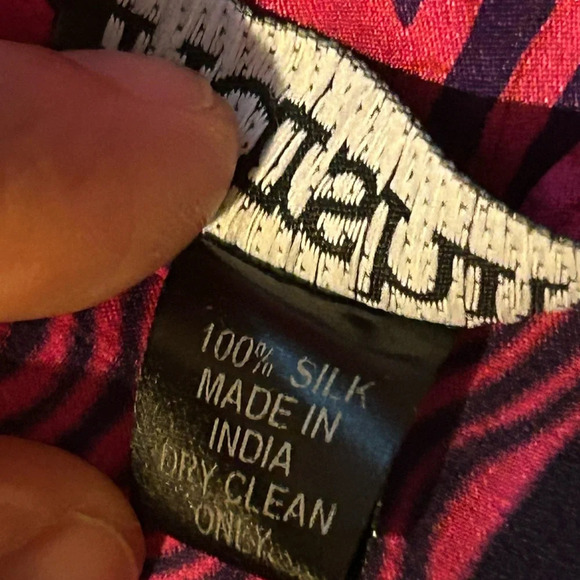 100% SILK
MADE IN
INDIA
DRY CLEAN
ONLY